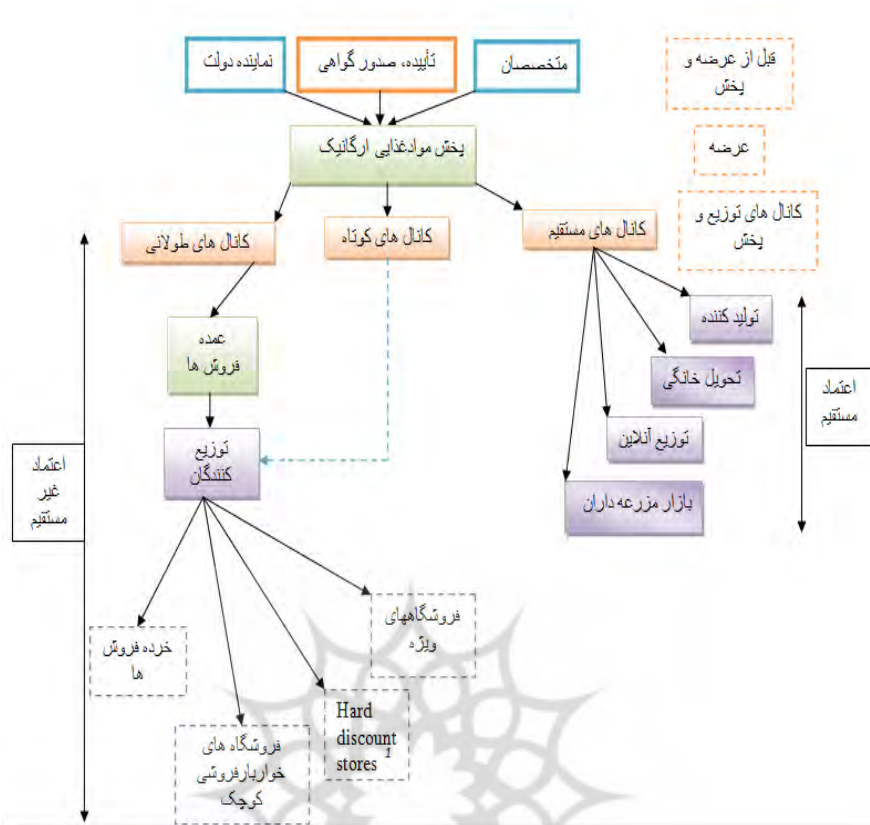 قبل از عرضه و
پخش
متخصصان
تأییده، صدور گواهی
نماینده دولت
عرضه
پخش موادغذایی ارگانیک
کانال های توزیع و
پخش
کانال های مستقیم
کانال های کوتاه
کانال های طولانی
تولید کننده
تحویل خانگی
توزیع آنلاین
بازار مزرعه داران
اعتماد
مستقیم
عمده
فروش ها
توزیع
کنندگان
اعتماد
غیر
مستقیم
فروشگاههای
ویژه
Hard
discount
stores 1
فروشگاه های
خواربارفروشی
کوچک
خرده فروش
ها